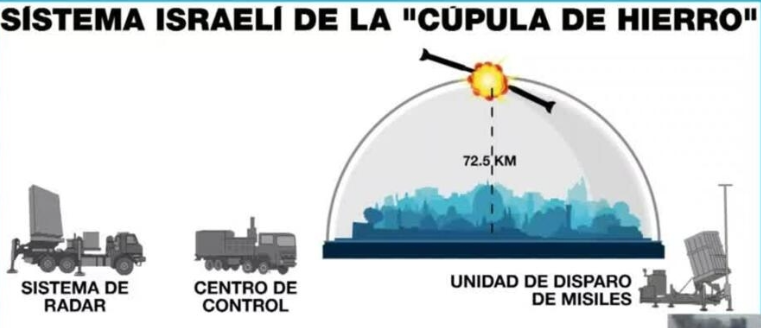 SÍSTEMA ISRAELÍ DE LA "CÚPULA DE HIERRO"
72.5 KM
SISTEMA DE
RADAR
CENTRO DE
CONTROL
UNIDAD DE DISPARO
DE MISILES